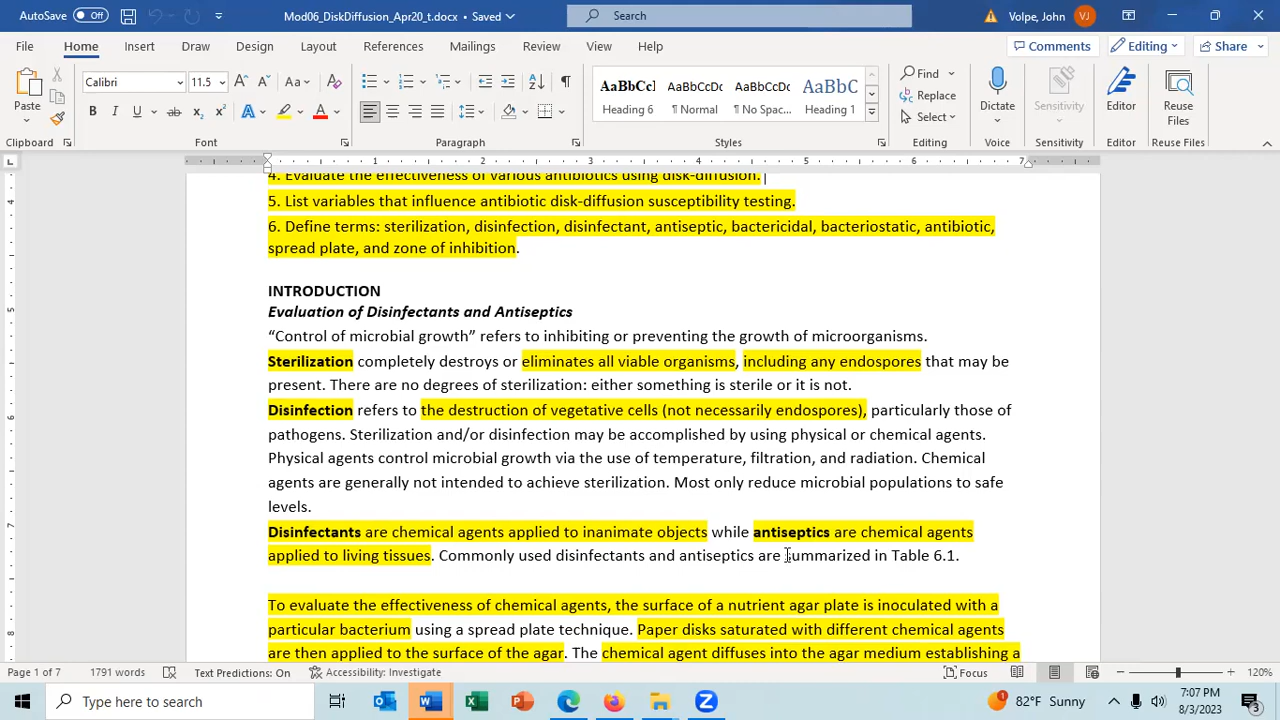 AutoSave Off
Mod06_DiskDiffusion_Apr20_t.docx • Saved
Search
Volpe, John VJ
File Home Insert Draw Design Layout References Mailings Review View Help
Comments Editing Share
Paste
Calibri 11.5
Aa
B I U ab x₂ x² A A
AaBbCc AaBbCc AaBbCc AaBbC
Heading 6 ¶ Normal ¶ No Spac... Heading 1
Find
Replace
Select
Dictate
Sensitivity
Editor
Reuse Files
Clipboard Font Paragraph Styles Editing Voice Sensitivity Editor Reuse Files
1 2 3 4 5 6 7
4. Evaluate the effectiveness of various antibiotics using disk-diffusion.
5. List variables that influence antibiotic disk-diffusion susceptibility testing.
6. Define terms: sterilization, disinfection, disinfectant, antiseptic, bactericidal, bacteriostatic, antibiotic,
spread plate, and zone of inhibition.
INTRODUCTION
Evaluation of Disinfectants and Antiseptics
“Control of microbial growth” refers to inhibiting or preventing the growth of microorganisms.
Sterilization completely destroys or eliminates all viable organisms, including any endospores that may be
present. There are no degrees of sterilization: either something is sterile or it is not.
Disinfection refers to the destruction of vegetative cells (not necessarily endospores), particularly those of
pathogens. Sterilization and/or disinfection may be accomplished by using physical or chemical agents.
Physical agents control microbial growth via the use of temperature, filtration, and radiation. Chemical
agents are generally not intended to achieve sterilization. Most only reduce microbial populations to safe
levels.
Disinfectants are chemical agents applied to inanimate objects while antiseptics are chemical agents
applied to living tissues. Commonly used disinfectants and antiseptics are summarized in Table 6.1.
To evaluate the effectiveness of chemical agents, the surface of a nutrient agar plate is inoculated with a
particular bacterium using a spread plate technique. Paper disks saturated with different chemical agents
are then applied to the surface of the agar. The chemical agent diffuses into the agar medium establishing a
Page 1 of 7 1791 words Text Predictions: On Accessibility: Investigate Focus 120%
Type here to search
82°F Sunny
7:07 PM
8/3/2023
3